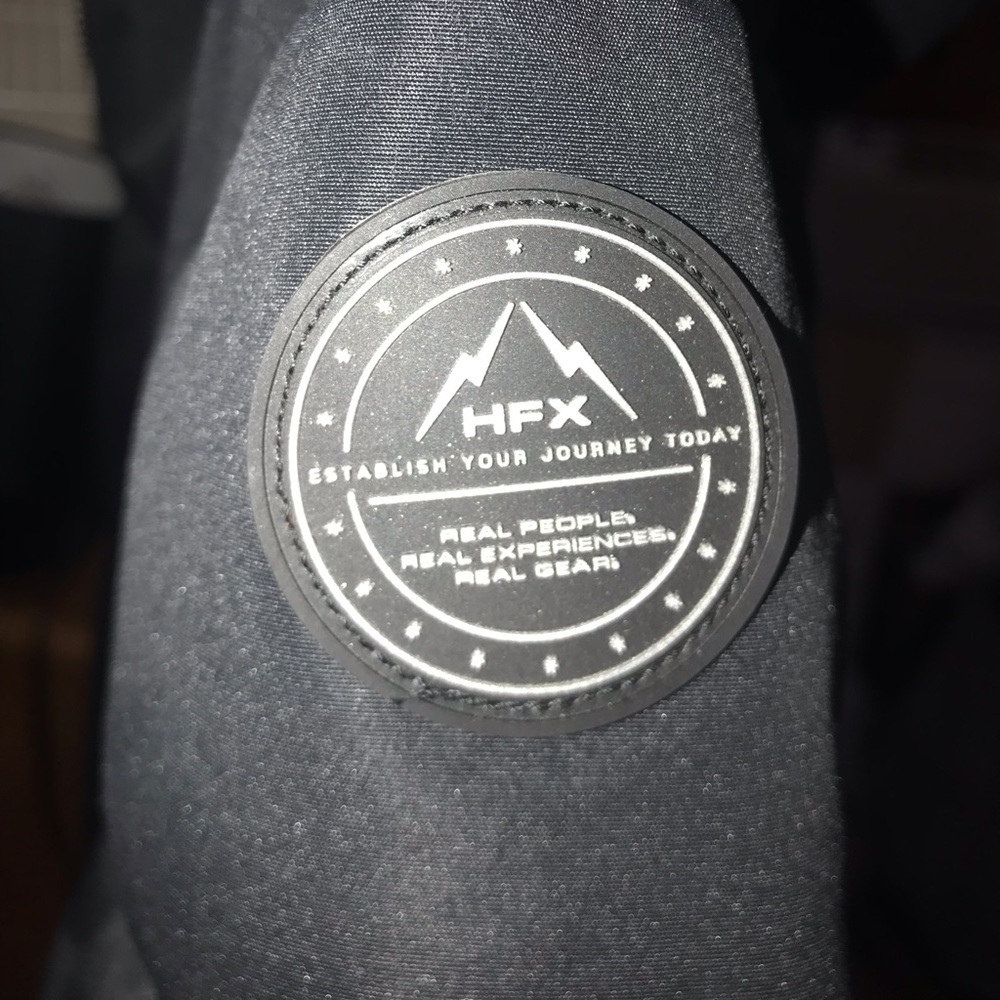 HFX
ESTABLISH YOUR JOURNEY TODAY
REAL PEOPLE,
REAL EXPERIENCES,
REAL GEAR!